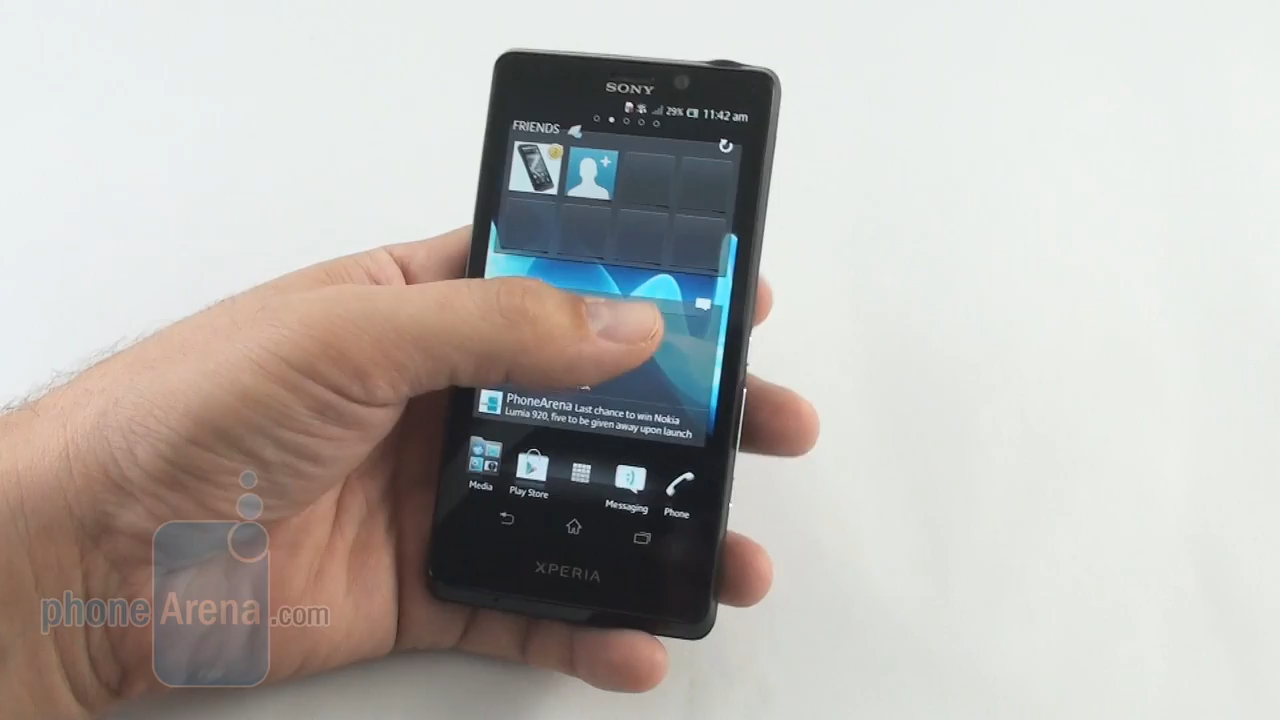 SONY
29% 11:42 am
FRIENDS
PhoneArena Last chance to win Nokia
Lumia 920, five to be given away upon launch
Media
Play Store
Messaging
Phone
XPERIA
phoneArena.com